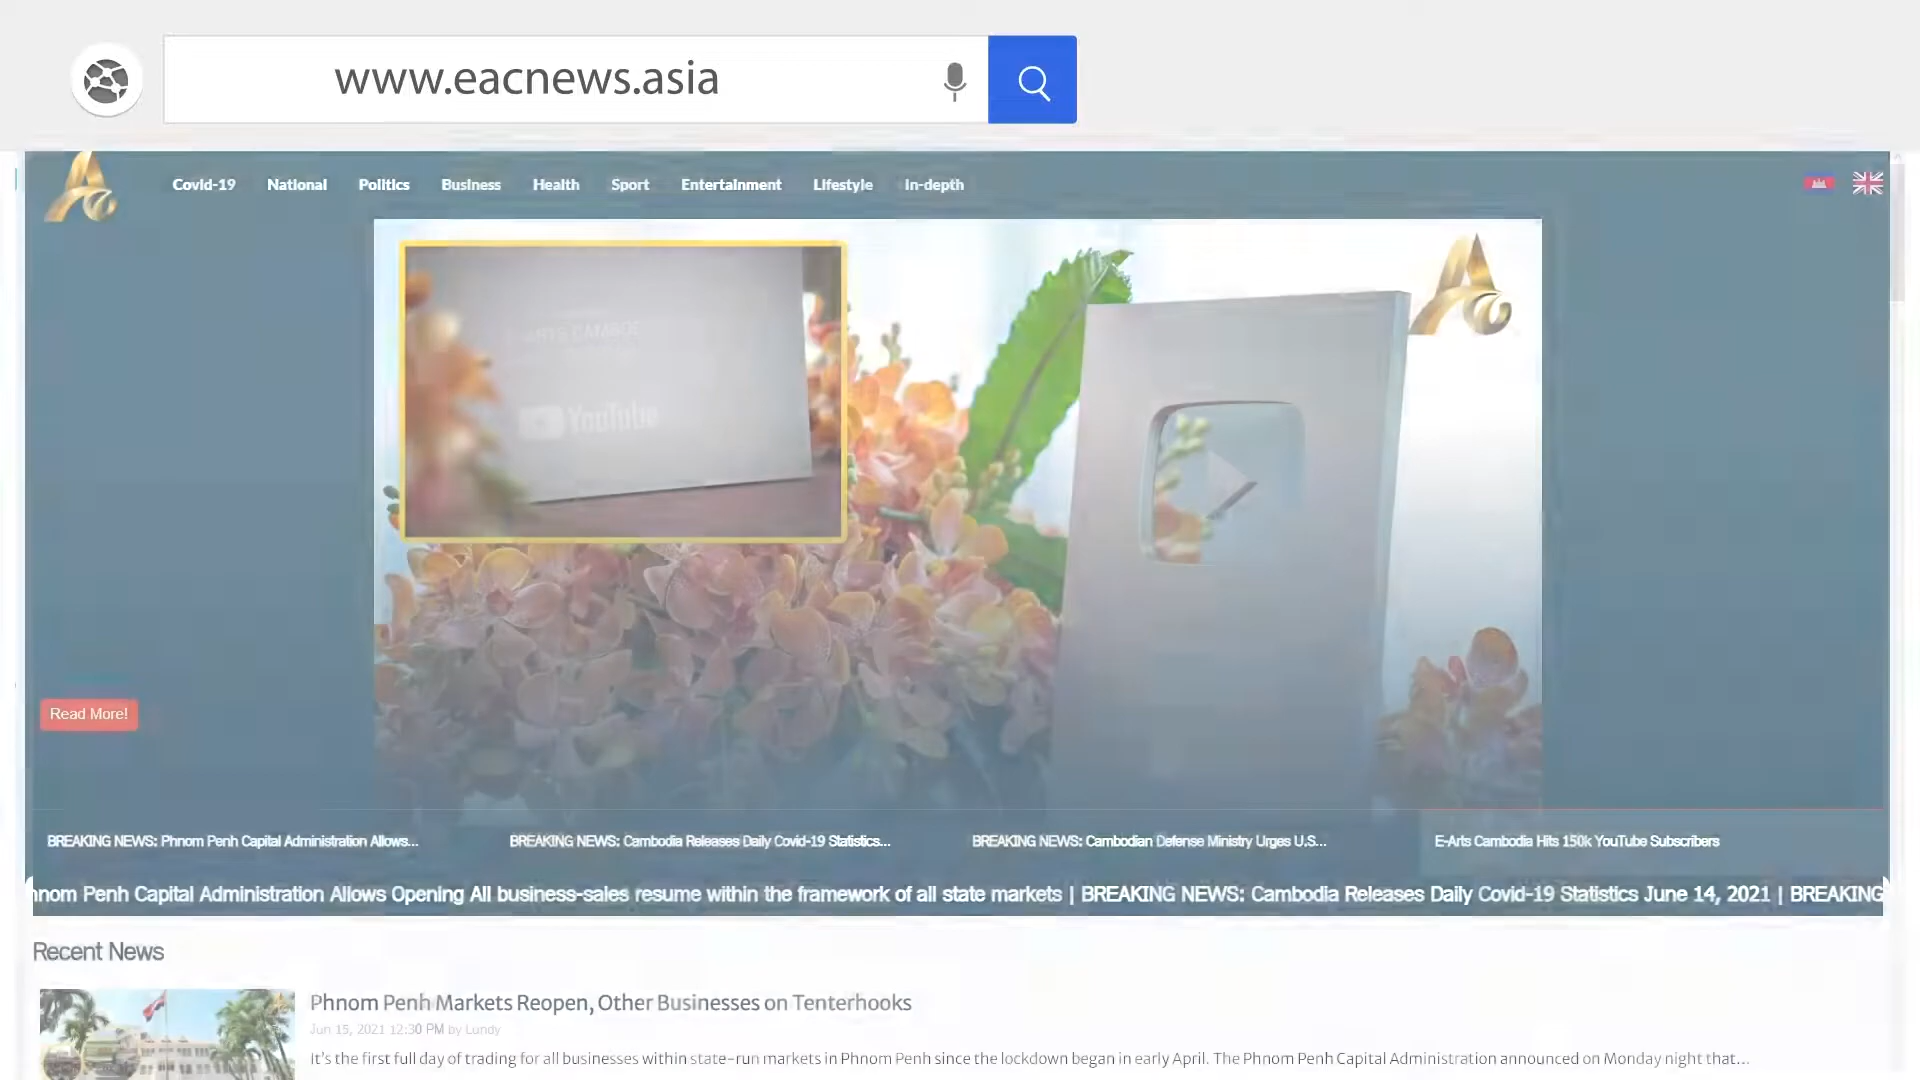 www.eacnews.asia
Covid-19 National Politics Business Health Sport Entertainment Lifestyle In-depth
YouTube
Read More!
BREAKING NEWS: Phnom Penh Capital Administration Allows... BREAKING NEWS: Cambodia Releases Daily Covid-19 Statistics... BREAKING NEWS: Cambodian Defense Ministry Urges U.S... E-Arts Cambodia Hits 150k YouTube Subscribers
hnom Penh Capital Administration Allows Opening All business-sales resume within the framework of all state markets | BREAKING NEWS: Cambodia Releases Daily Covid-19 Statistics June 14, 2021 | BREAKING
Recent News
Phnom Penh Markets Reopen, Other Businesses on Tenterhooks
Jun 15, 2021 12:30 PM by Lundy
It's the first full day of trading for all businesses within state-run markets in Phnom Penh since the lockdown began in early April. The Phnom Penh Capital Administration announced on Monday night that...